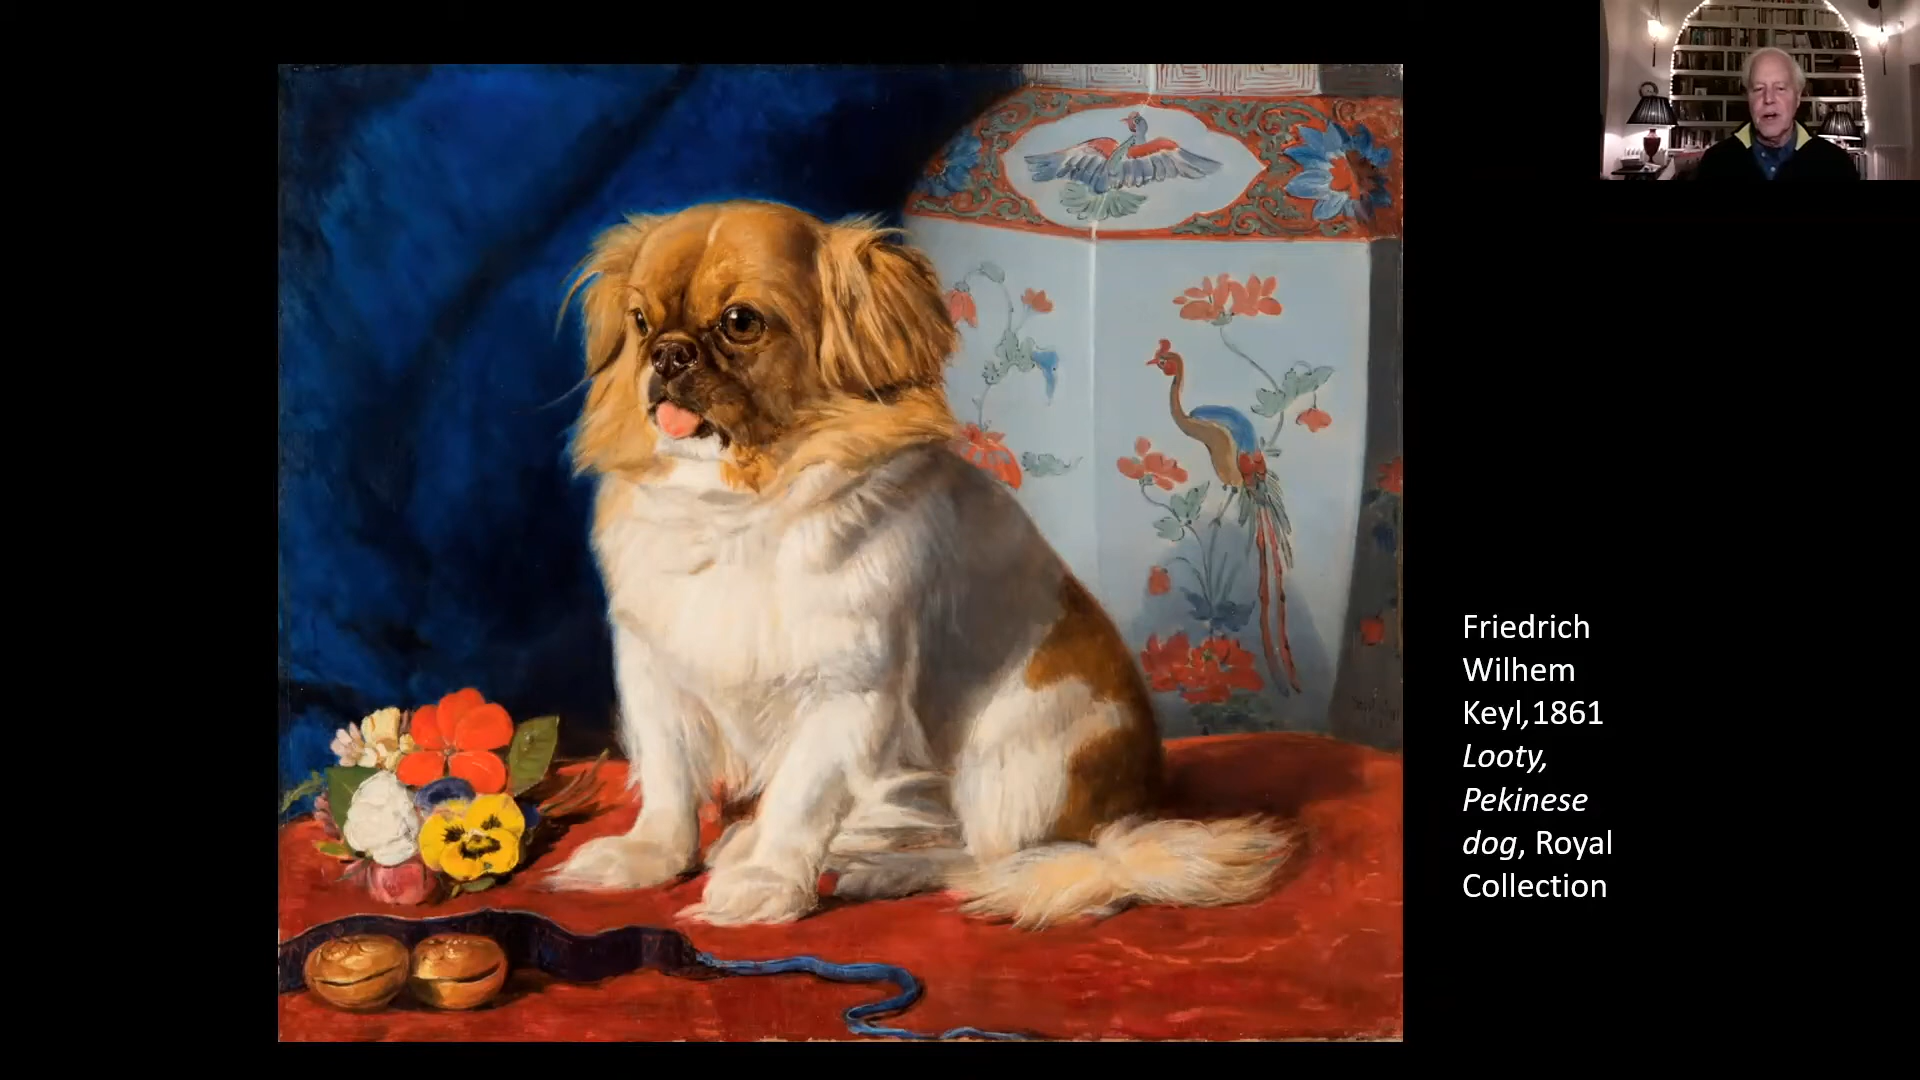 Friedrich
Wilhem
Keyl,1861
Looty,
Pekinese
dog, Royal
Collection